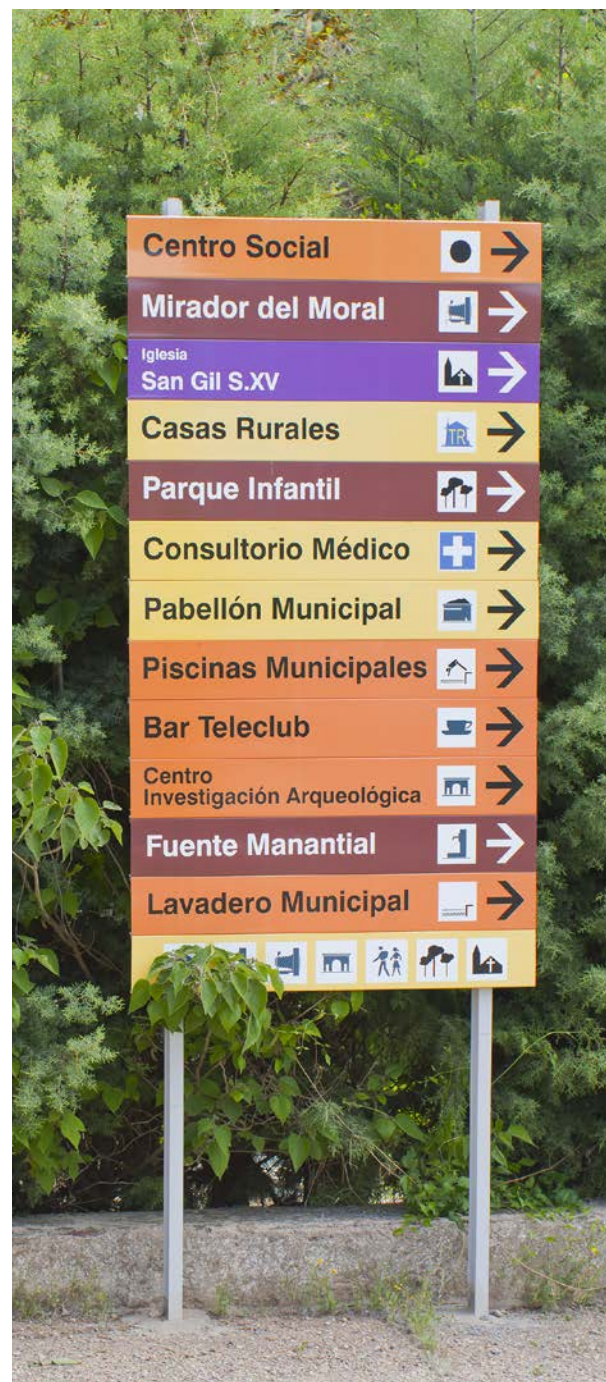 Centro Social
Mirador del Moral
Iglesia
San Gil S.XV
Casas Rurales
TR
Parque Infantil
Consultorio Médico
Pabellón Municipal
Piscinas Municipales
Bar Teleclub
Centro
Investigación Arqueológica
Fuente Manantial
Lavadero Municipal